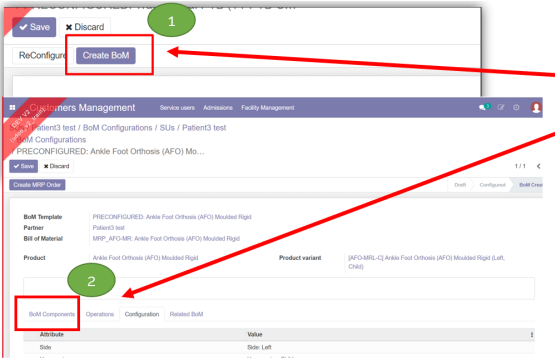 1
Save Discard
ReConfigure Create BoM
DEV V2
Customers Management Service users Admissions Facility Management
/ Patient3 test / BoM Configurations / SUs / Patient3 test
BoM Configurations
PRECONFIGURED: Ankle Foot Orthosis (AFO) Mo...
Save Discard 1 / 1
Create MRP Order Draft Configured BoM Creat
BoM Template PRECONFIGURED: Ankle Foot Orthosis (AFO) Moulded Rigid
Partner Patient3 test
Bill of Material MRP_AFO-MR: Ankle Foot Orthosis (AFO) Moulded Rigid
Product Ankle Foot Orthosis (AFO) Moulded Rigid Product variant [AFO-MRL-C] Ankle Foot Orthosis (AFO) Moulded Rigid (Left,
Child)
2
BoM Components Operations Configuration Related BoM
Attribute Value
Side Side: Left